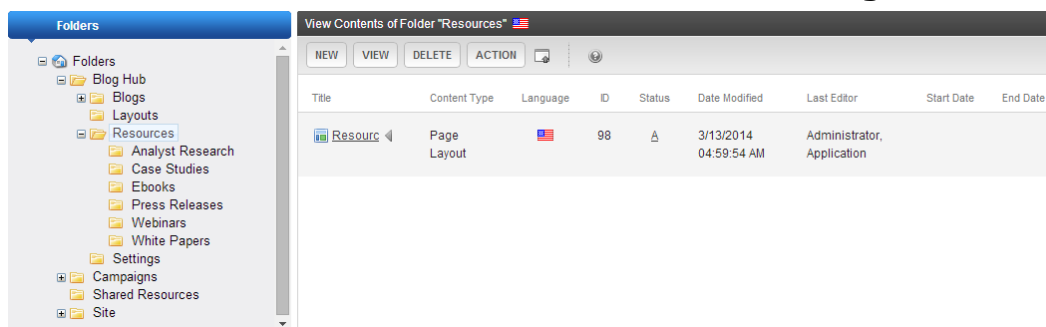 Folders
Folders
Blog Hub
Blogs
Layouts
Resources
Analyst Research
Case Studies
Ebooks
Press Releases
Webinars
White Papers
Settings
Campaigns
Shared Resources
Site
View Contents of Folder "Resources"
NEW VIEW DELETE ACTION
Title Content Type Language ID Status Date Modified Last Editor Start Date End Date
Resourc Page 98 A 3/13/2014 Administrator,
Layout 04:59:54 AM Application